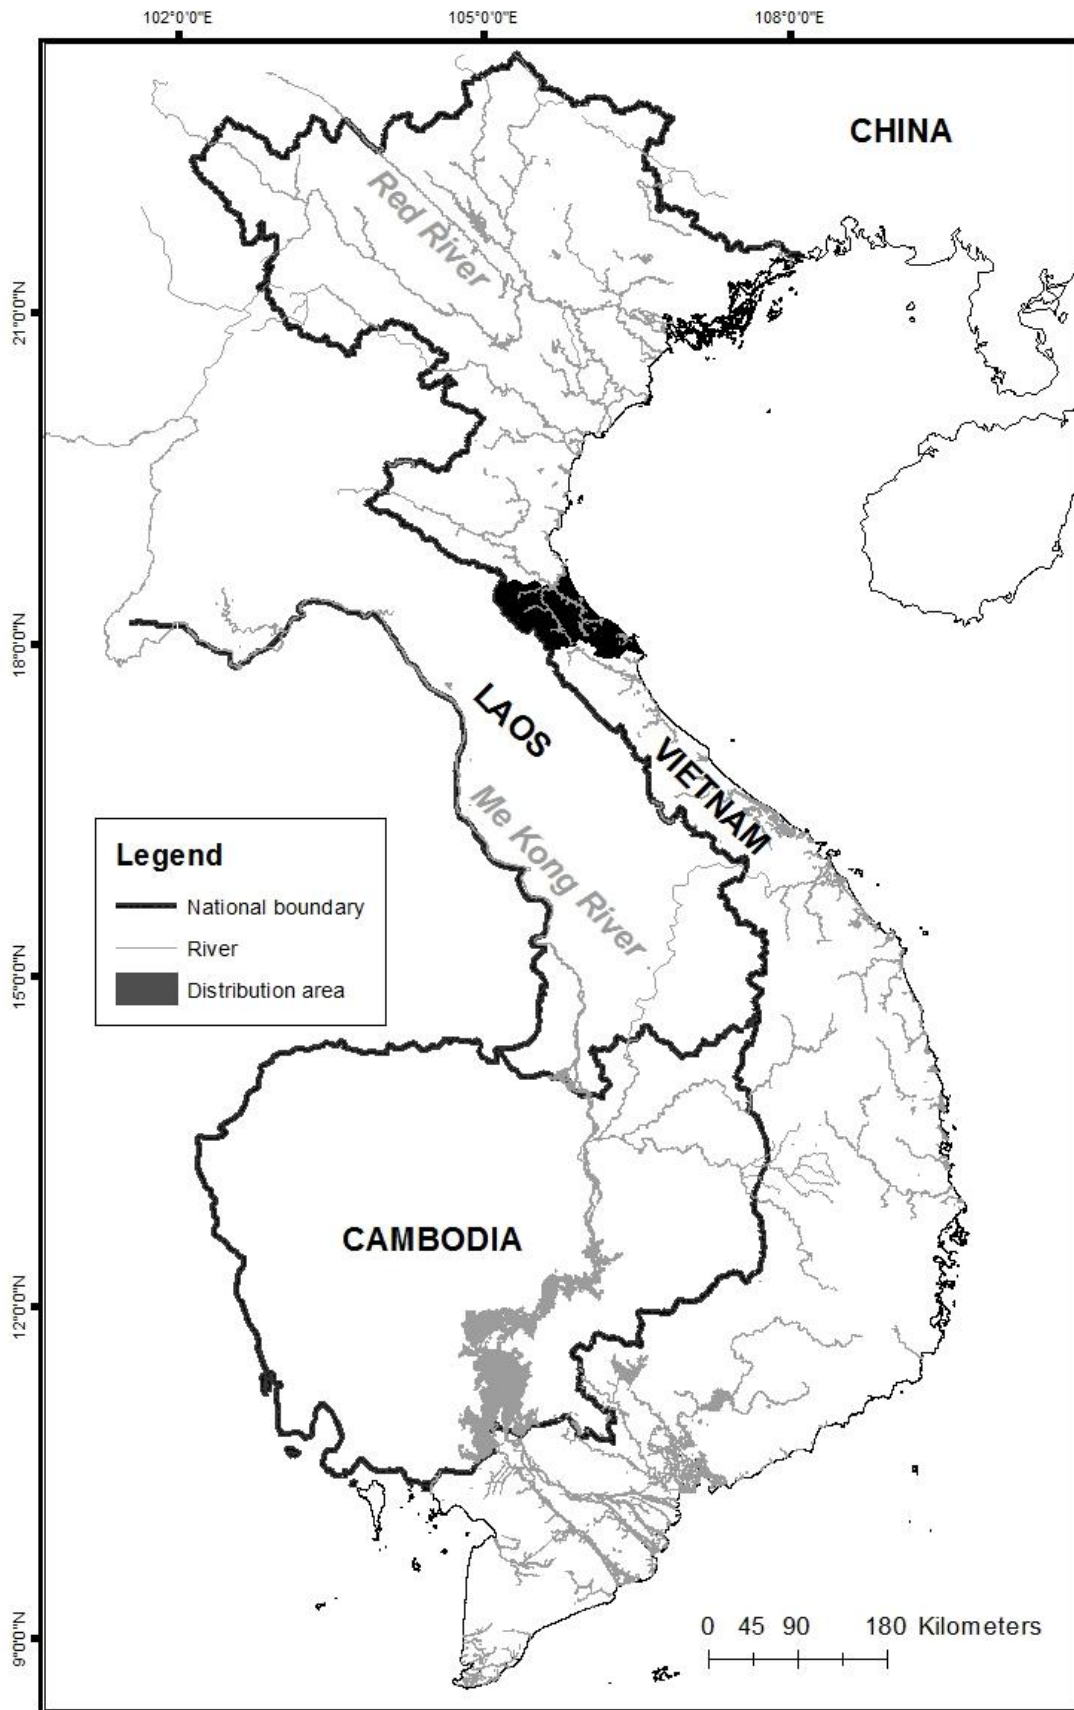 102°0'0"E 105°0'0"E 108°0'0"E
CHINA
Red River
21°0'0"N
18°0'0"N
LAOS
VIETNAM
Me Kong River
Legend
National boundary
River
Distribution area
15°0'0"N
CAMBODIA
12°0'0"N
0 45 90 180 Kilometers
9°0'0"N